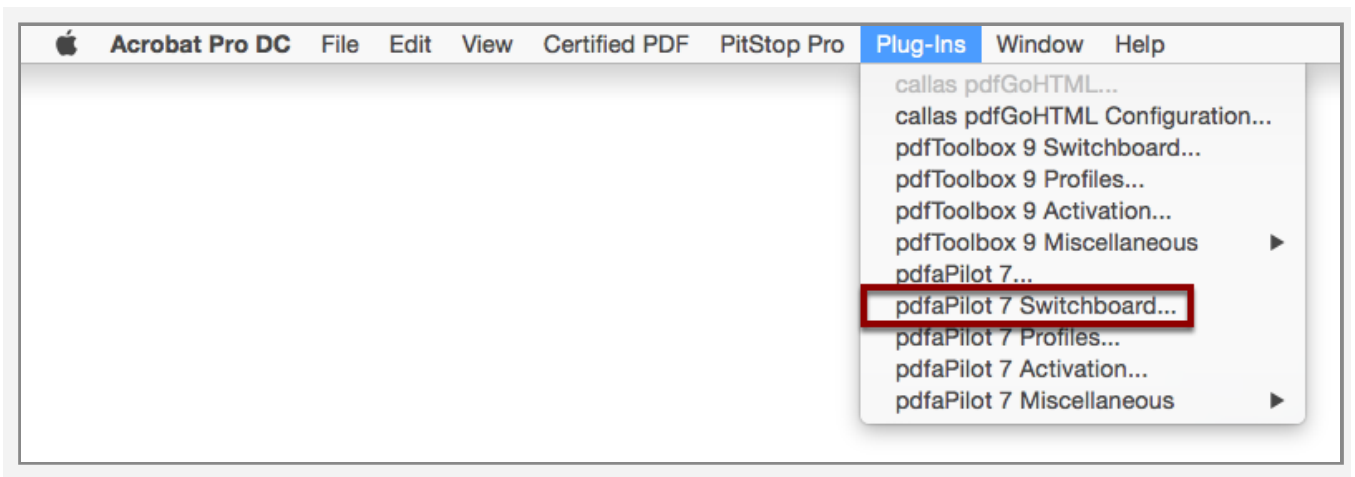 Acrobat Pro DC File Edit View Certified PDF PitStop Pro Plug-Ins Window Help
callas pdfGoHTML...
callas pdfGoHTML Configuration...
pdfToolbox 9 Switchboard...
pdfToolbox 9 Profiles...
pdfToolbox 9 Activation...
pdfToolbox 9 Miscellaneous
pdfaPilot 7...
pdfaPilot 7 Switchboard...
pdfaPilot 7 Profiles...
pdfaPilot 7 Activation...
pdfaPilot 7 Miscellaneous